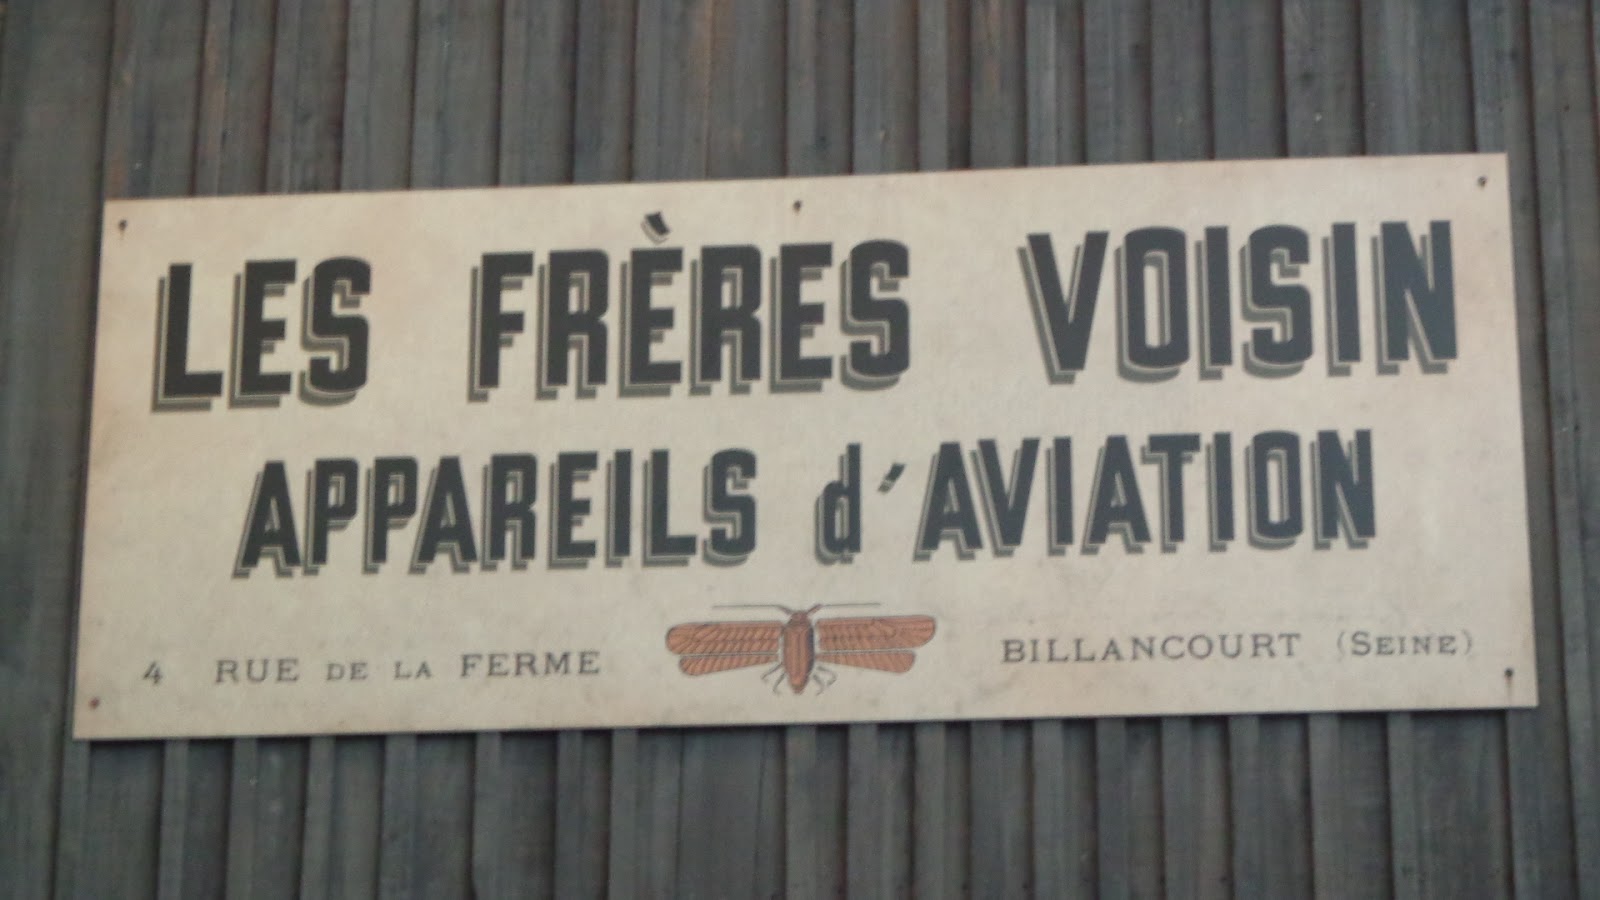 LES FRÈRES VOISIN
APPAREILS d'AVIATION
4 RUE DE LA FERME BILLANCOURT (SEINE)